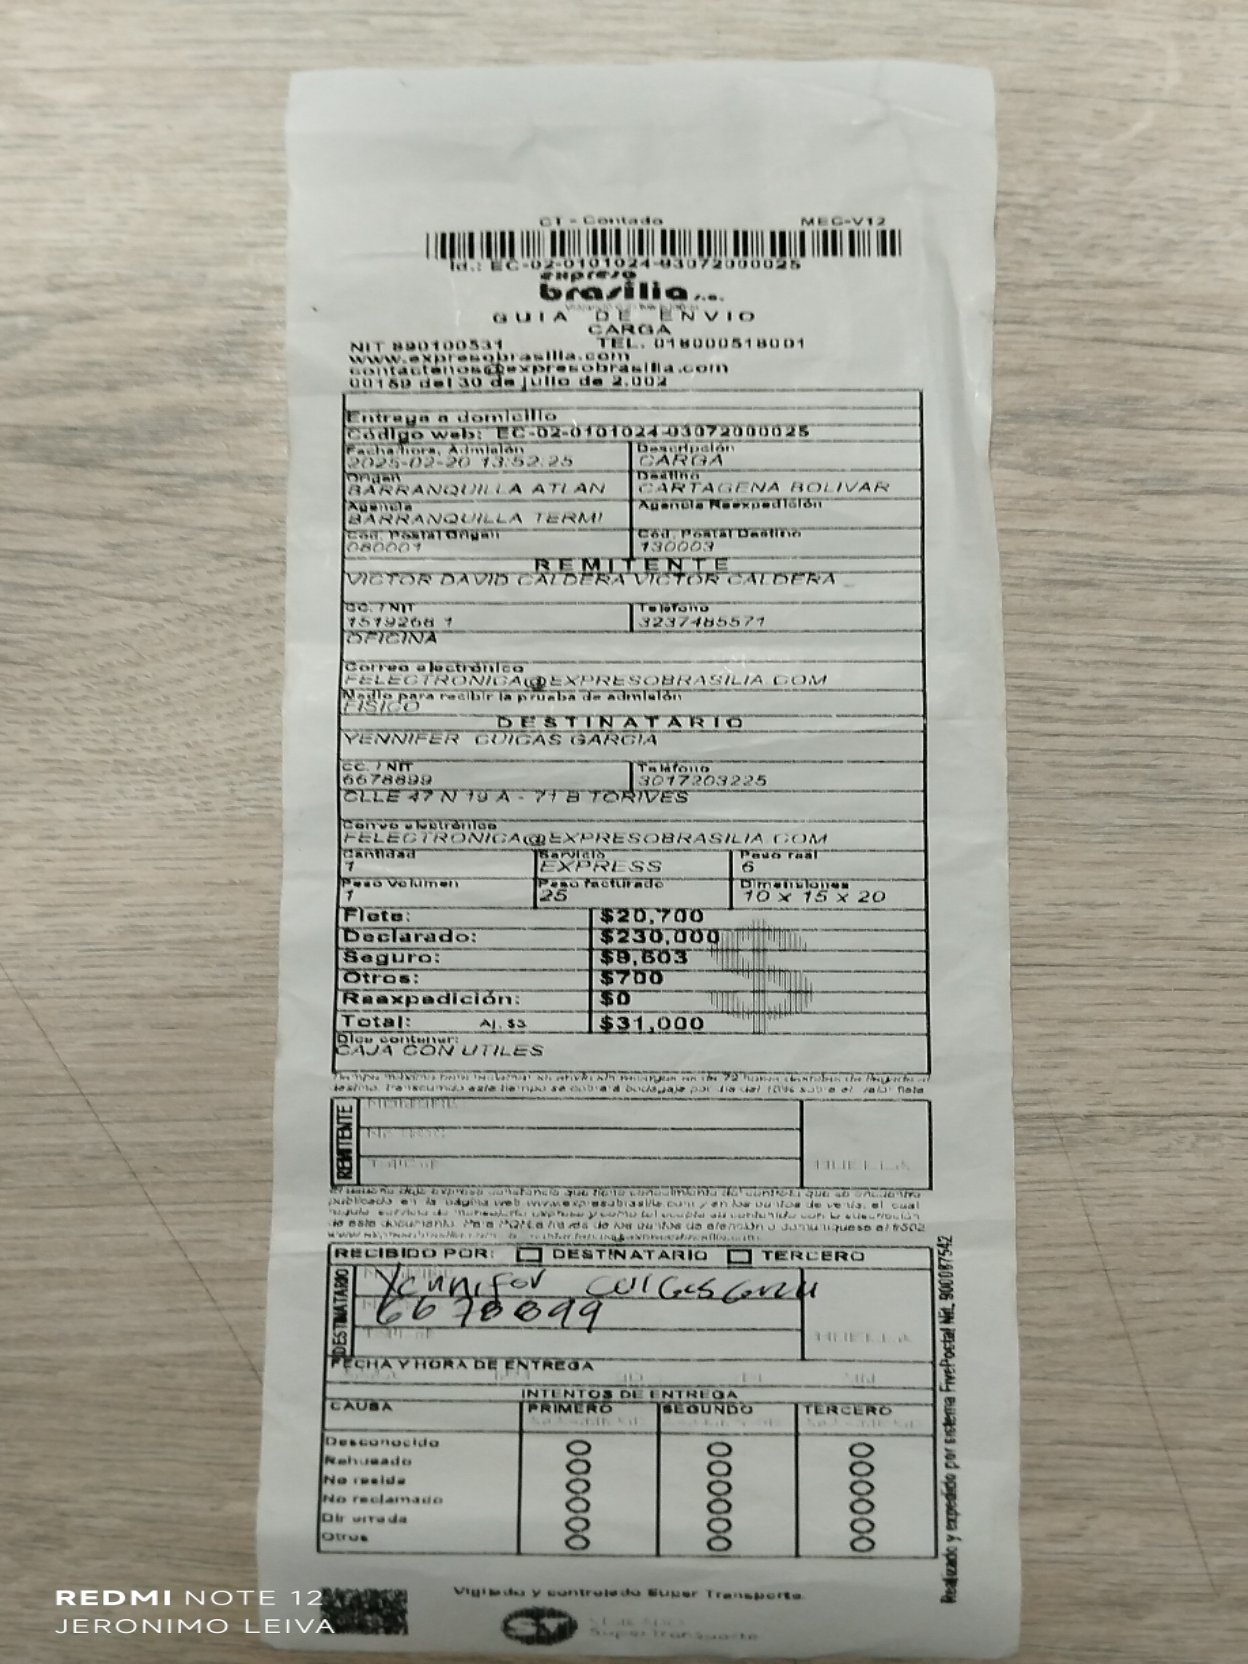 CT - Contado MEC-V12
Id.: EC-02-0101024-03072000025
expreso
brasilia s.a.
GUIA DE ENVIO
CARGA
NIT 890100531 TEL. 018000518001
www.expresobrasilia.com
contactenos@expresobrasilia.com
00189 del 30 de julio de 2.002
Entrega a domicilio
Código web: EC-02-0101024-03072000025
Fecha/hora, Admisión Descripción
2025-02-20 13:52:25 CARGA
Origen Destino
BARRANQUILLA ATLAN CARTAGENA BOLIVAR
Agencia Agencia Reexpedición
BARRANQUILLA TERMI
Cod. Postal Origen Cod. Postal Destino
080001 130003
REMITENTE
VICTOR DAVID CALDERA VICTOR CALDERA
CC. / NIT Teléfono
1519268 1 3237485571
OFICINA
Correo electrónico
FELECTRONICA@EXPRESOBRASILIA.COM
Medio para recibir la prueba de admisión
FISICO
DESTINATARIO
YENNIFER CUICAS GARCIA
CC. / NIT Teléfono
6678899 3017203225
CLLE 47 N 19 A - 71 B TORIVES
Correo electrónico
FELECTRONICA@EXPRESOBRASILIA.COM
Cantidad Servicio Peso real
1 EXPRESS 6
Peso Volumen Peso facturado Dimensiones
1 25 10 x 15 x 20
Flete: $20,700
Declarado: $230,000
Seguro: $9,603
Otros: $700
Reexpedición: $0
Total: Aj. $3 $31,000
Dice contener:
CAJA CON UTILES
REMITENTE
HUELLA
RECIBIDO POR: DESTINATARIO TERCERO
DESTINATARIO
Yennifer Cuicas Garcia
6678899
HUELLA
FECHA Y HORA DE ENTREGA
INTENTOS DE ENTREGA
CAUSA PRIMERO SEGUNDO TERCERO
Desconocido
Rehusado
No reside
No reclamado
Dir errada
Otros
Realizado y expedido por sistema FivePostal Nit. 900087542
Vigilado y controlado Super Transporte
SuperTransporte
REDMI NOTE 12
JERONIMO LEIVA